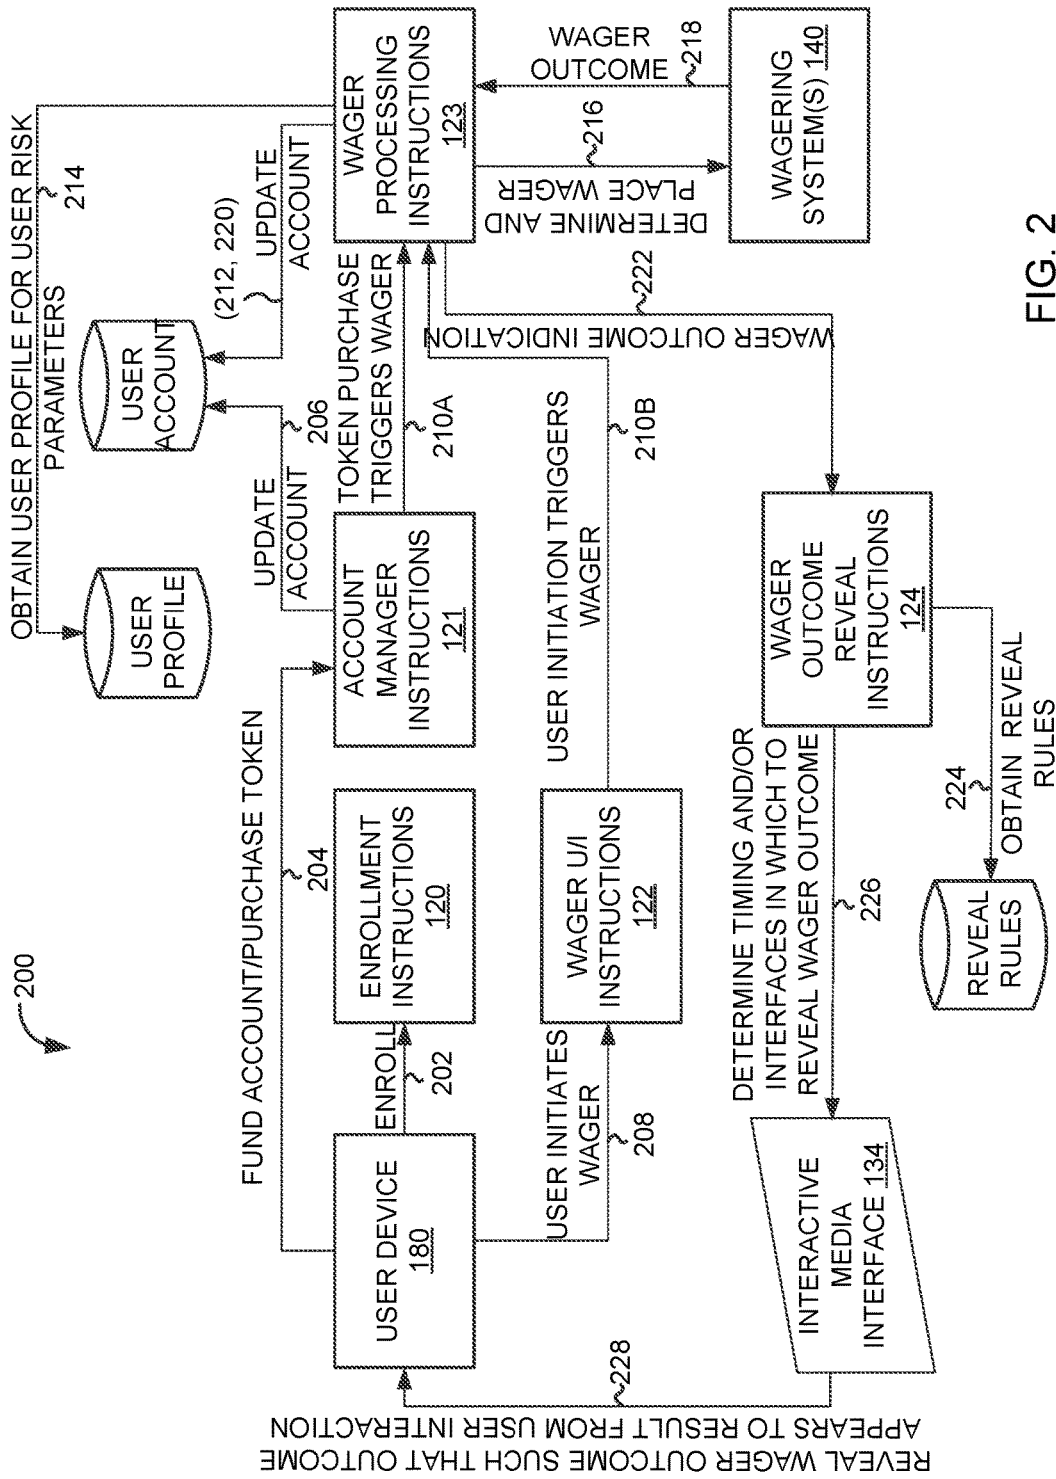 200
OBTAIN USER PROFILE FOR USER RISK
PARAMETERS
214
USER
PROFILE
USER
ACCOUNT
(212, 220)
FUND ACCOUNT/PURCHASE TOKEN
204
UPDATE
ACCOUNT
206
UPDATE
ACCOUNT
USER DEVICE
180
ENROLL
202
ENROLLMENT
INSTRUCTIONS
120
ACCOUNT
MANAGER
INSTRUCTIONS
121
TOKEN PURCHASE
TRIGGERS WAGER
210A
WAGER
PROCESSING
INSTRUCTIONS
123
USER INITIATES
WAGER
208
WAGER U/I
INSTRUCTIONS
122
USER INITIATION TRIGGERS
WAGER
210B
DETERMINE AND
PLACE WAGER
216
WAGER
OUTCOME
218
WAGERING
SYSTEM(S) 140
WAGER OUTCOME INDICATION
222
WAGER
OUTCOME
REVEAL
INSTRUCTIONS
124
DETERMINE TIMING AND/OR
INTERFACES IN WHICH TO
REVEAL WAGER OUTCOME
226
224
OBTAIN REVEAL
RULES
REVEAL
RULES
INTERACTIVE
MEDIA
INTERFACE 134
228
REVEAL WAGER OUTCOME SUCH THAT OUTCOME
APPEARS TO RESULT FROM USER INTERACTION
FIG. 2